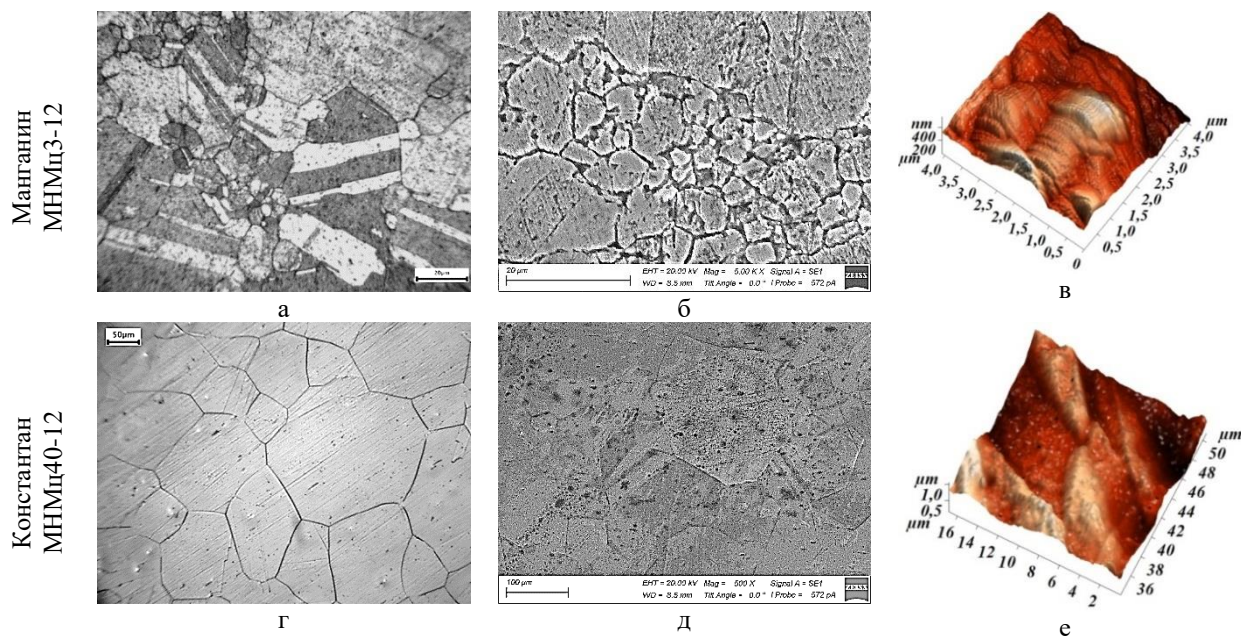 Манганин
МНМц3-12
20μm
20 μm
EHT = 20.00 kV Mag = 5.00 K X Signal A = SE1
WD = 8.5 mm Tilt Angle = 0.0 ° I Probe = 572 pA
ZEISS
nm
400
200
μm
4,0
3,5
3,0
2,5
2,0
1,5
1,0
0,5
0
0,5
1,0
1,5
2,0
2,5
3,0
3,5
4,0
μm
а
б
в
Константан
МНМц40-12
50μm
100 μm
EHT = 20.00 kV Mag = 500 X Signal A = SE1
WD = 8.5 mm Tilt Angle = 0.0 ° I Probe = 572 pA
ZEISS
μm
1,0
0,5
μm
16
14
12
10
8
6
4
2
36
38
40
42
44
46
48
50
μm
г
д
е